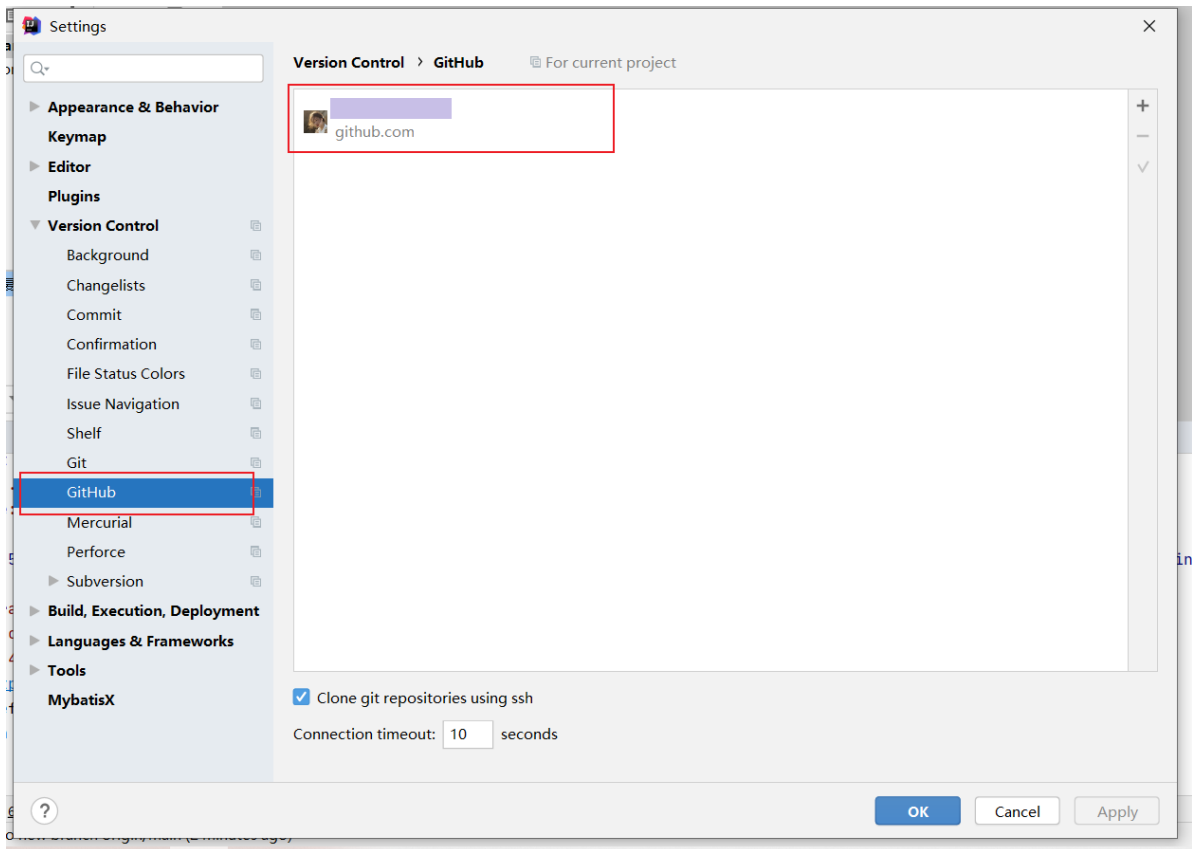 Settings
Version Control › GitHub
For current project
github.com
Appearance & Behavior
Keymap
Editor
Plugins
Version Control
Background
Changelists
Commit
Confirmation
File Status Colors
Issue Navigation
Shelf
Git
GitHub
Mercurial
Perforce
Subversion
Build, Execution, Deployment
Languages & Frameworks
Tools
MybatisX
Clone git repositories using ssh
Connection timeout: 10 seconds
?
OK
Cancel
Apply